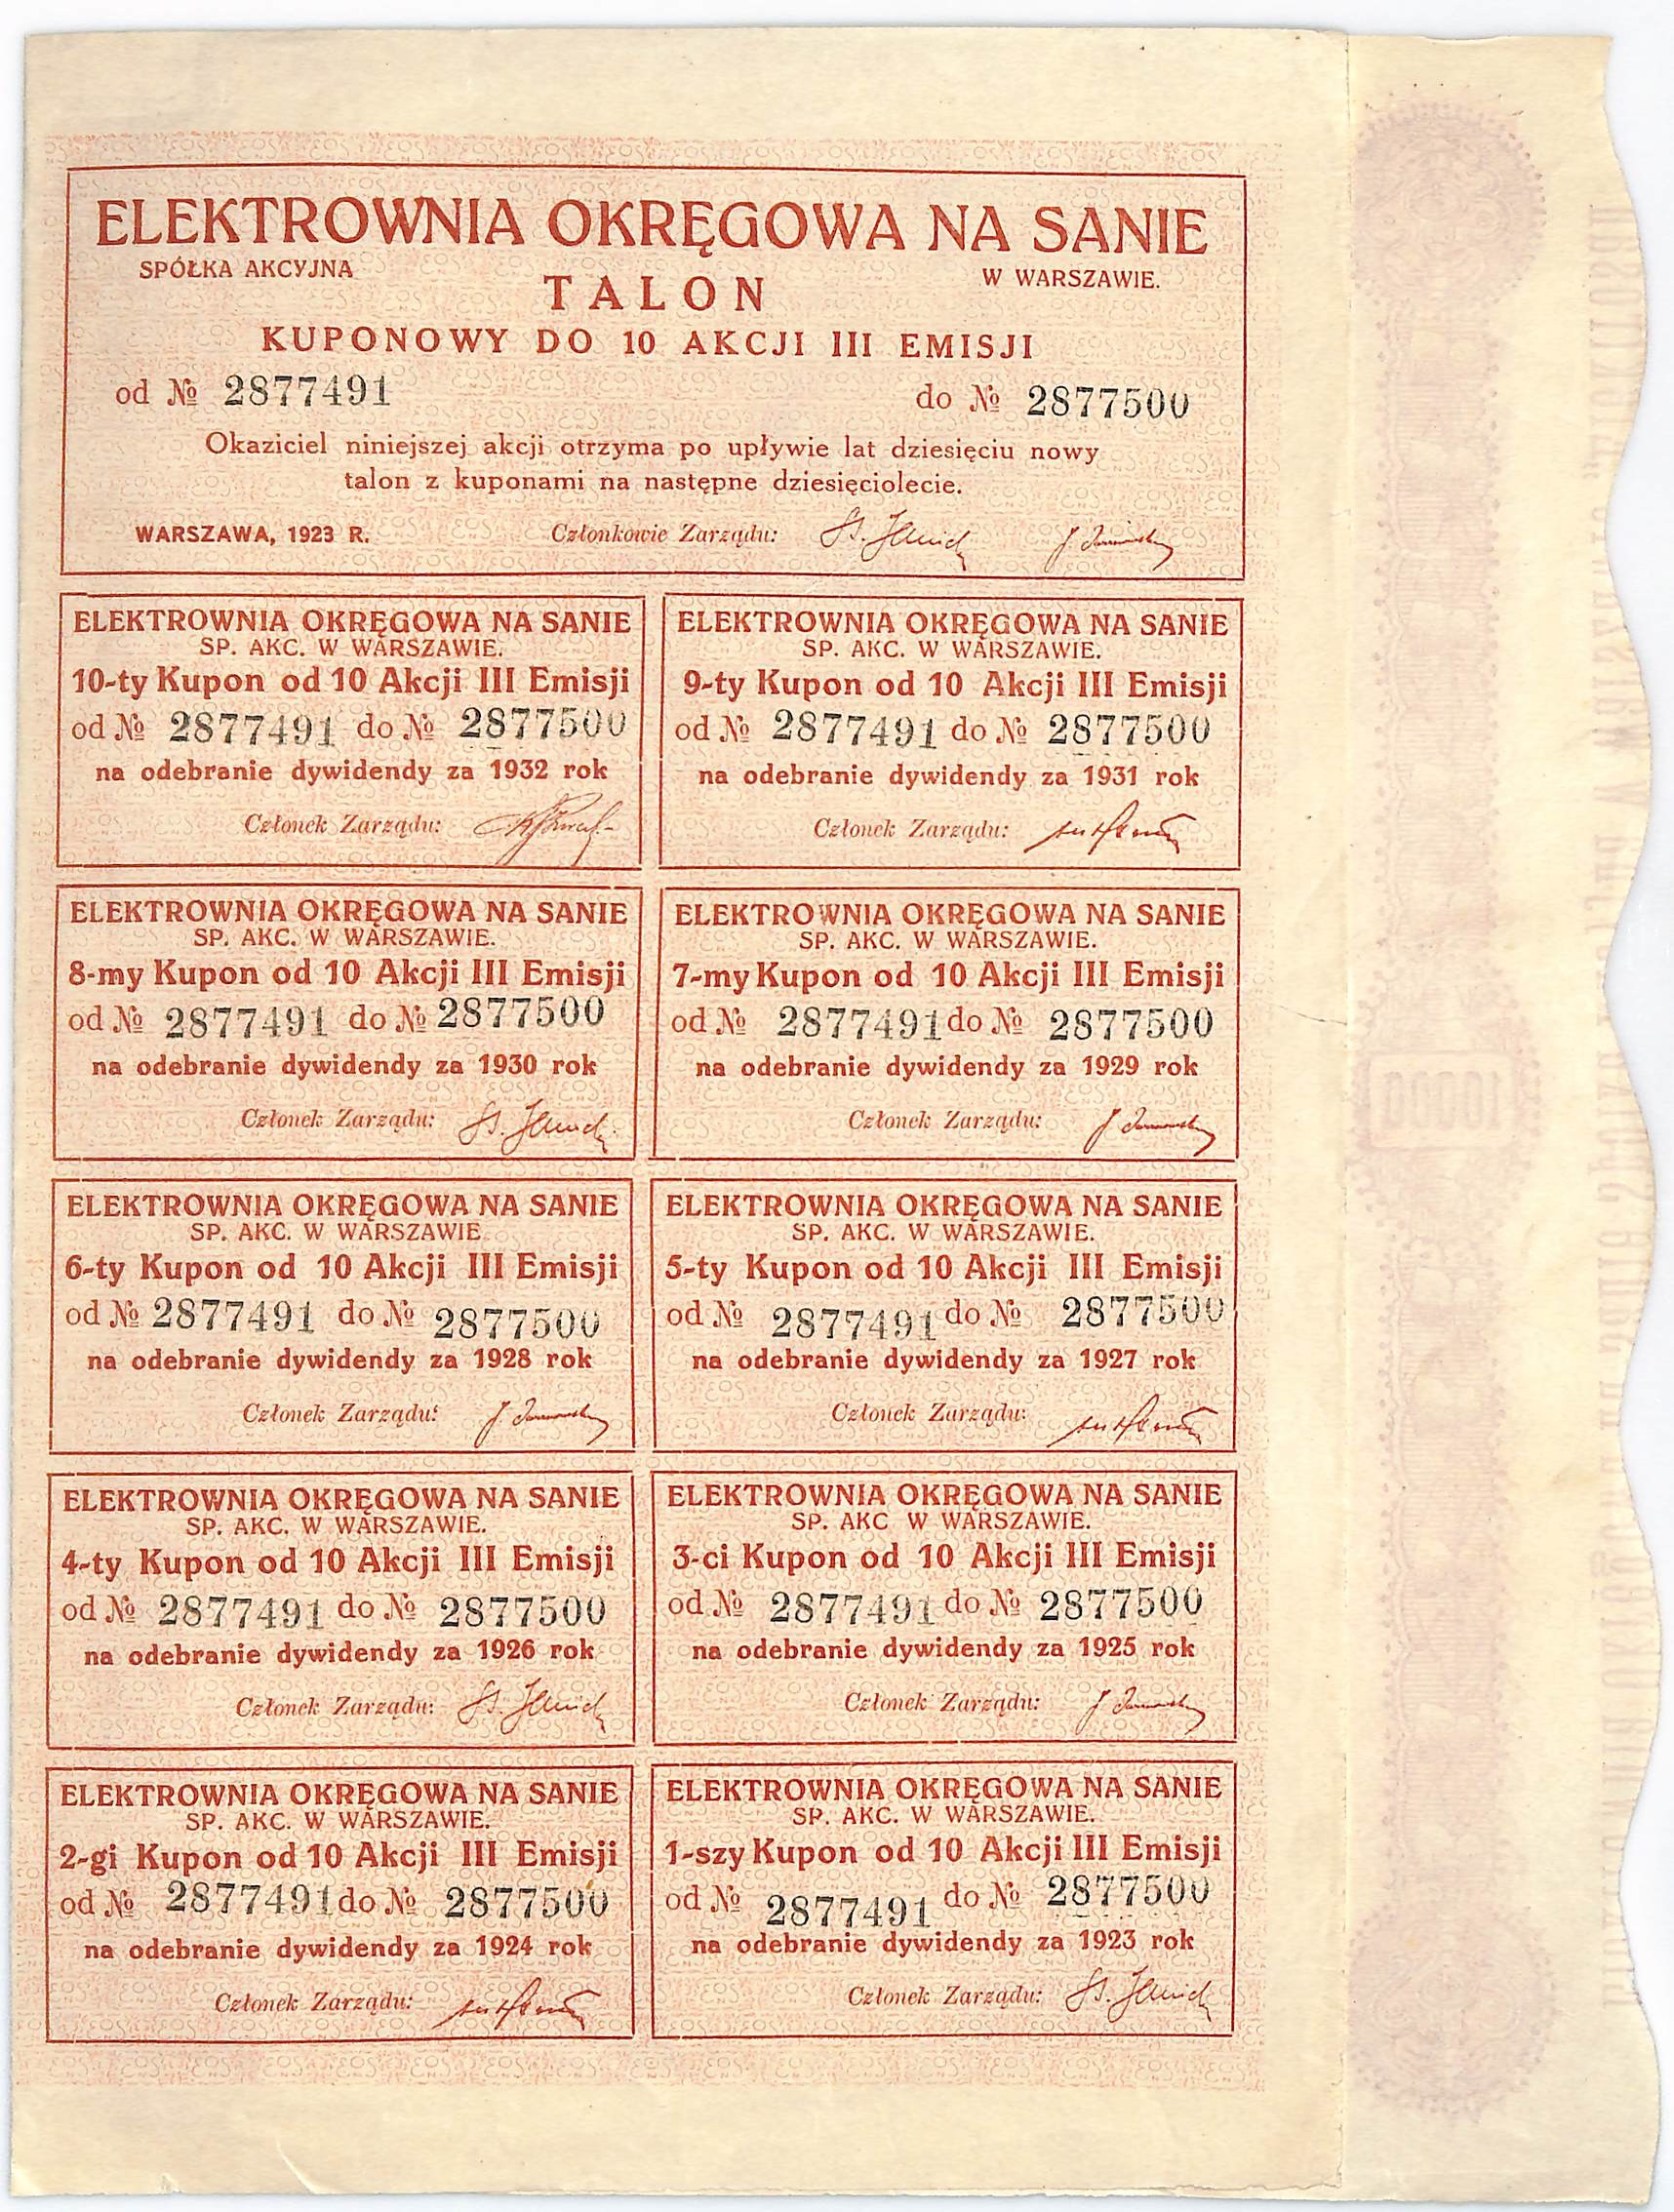 ELEKTROWNIA OKRĘGOWA NA SANIE
SPÓŁKA AKCYJNA
W WARSZAWIE.
TALON
KUPONOWY DO 10 AKCJI III EMISJI
od № 2877491 do № 2877500
Okaziciel niniejszej akcji otrzyma po upływie lat dziesięciu nowy
talon z kuponami na następne dziesięciolecie.
WARSZAWA, 1923 R. Członkowie Zarządu:
ELEKTROWNIA OKRĘGOWA NA SANIE
SP. AKC. W WARSZAWIE.
10-ty Kupon od 10 Akcji III Emisji
od № 2877491 do № 2877500
na odebranie dywidendy za 1932 rok
Członek Zarządu:
ELEKTROWNIA OKRĘGOWA NA SANIE
SP. AKC. W WARSZAWIE.
9-ty Kupon od 10 Akcji III Emisji
od № 2877491 do № 2877500
na odebranie dywidendy za 1931 rok
Członek Zarządu:
ELEKTROWNIA OKRĘGOWA NA SANIE
SP. AKC. W WARSZAWIE.
8-my Kupon od 10 Akcji III Emisji
od № 2877491 do № 2877500
na odebranie dywidendy za 1930 rok
Członek Zarządu:
ELEKTROWNIA OKRĘGOWA NA SANIE
SP. AKC. W WARSZAWIE.
7-my Kupon od 10 Akcji III Emisji
od № 2877491 do № 2877500
na odebranie dywidendy za 1929 rok
Członek Zarządu:
ELEKTROWNIA OKRĘGOWA NA SANIE
SP. AKC. W WARSZAWIE
6-ty Kupon od 10 Akcji III Emisji
od № 2877491 do № 2877500
na odebranie dywidendy za 1928 rok
Członek Zarządu:
ELEKTROWNIA OKRĘGOWA NA SANIE
SP. AKC. W WARSZAWIE.
5-ty Kupon od 10 Akcji III Emisji
od № 2877491 do № 2877500
na odebranie dywidendy za 1927 rok
Członek Zarządu:
ELEKTROWNIA OKRĘGOWA NA SANIE
SP. AKC. W WARSZAWIE.
4-ty Kupon od 10 Akcji III Emisji
od № 2877491 do № 2877500
na odebranie dywidendy za 1926 rok
Członek Zarządu:
ELEKTROWNIA OKRĘGOWA NA SANIE
SP. AKC W WARSZAWIE.
3-ci Kupon od 10 Akcji III Emisji
od № 2877491 do № 2877500
na odebranie dywidendy za 1925 rok
Członek Zarządu:
ELEKTROWNIA OKRĘGOWA NA SANIE
SP. AKC. W WARSZAWIE.
2-gi Kupon od 10 Akcji III Emisji
od № 2877491 do № 2877500
na odebranie dywidendy za 1924 rok
Członek Zarządu:
ELEKTROWNIA OKRĘGOWA NA SANIE
SP. AKC. W WARSZAWIE.
1-szy Kupon od 10 Akcji III Emisji
od № 2877491 do № 2877500
na odebranie dywidendy za 1923 rok
Członek Zarządu: